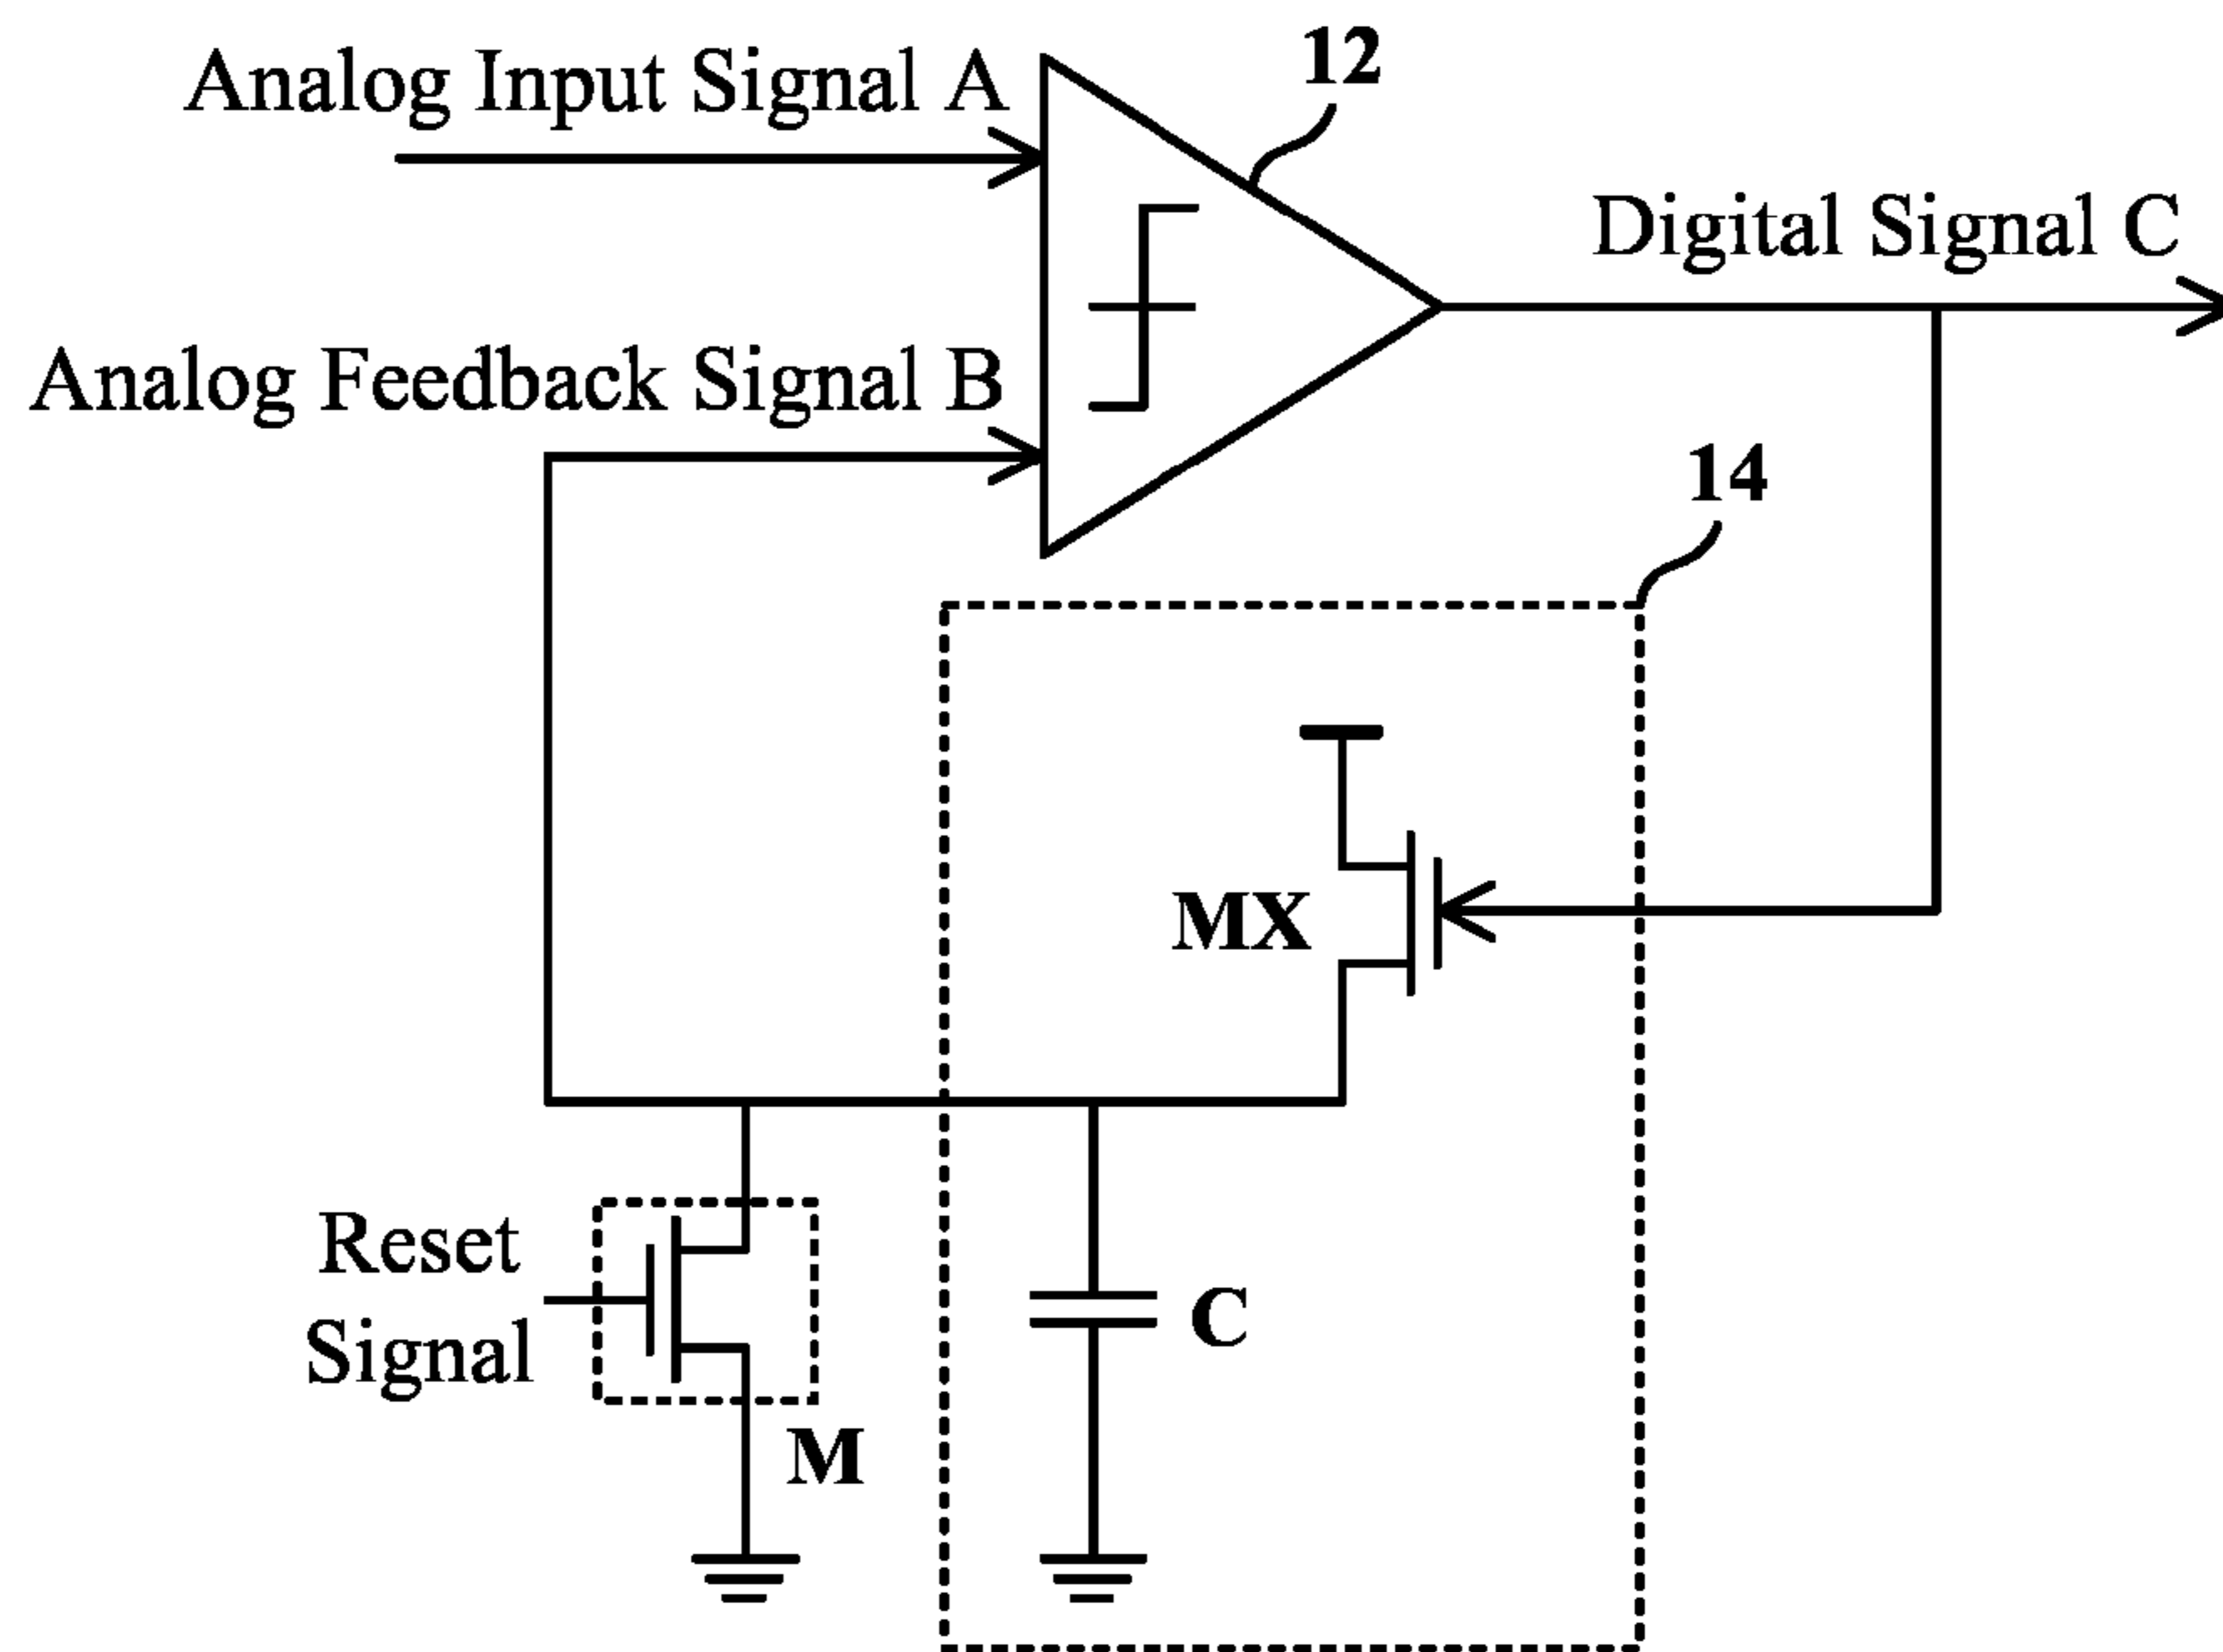 12
Analog Input Signal A
Digital Signal C
Analog Feedback Signal B
14
MX
Reset
Signal
C
M